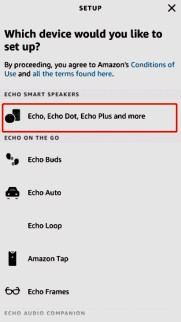 SETUP
Which device would you like to
set up?
By proceeding, you agree to Amazon's Conditions of
Use and all the terms found here.
ECHO SMART SPEAKERS
Echo, Echo Dot, Echo Plus and more
ECHO ON THE GO
Echo Buds
Echo Auto
Echo Loop
Amazon Tap
Echo Frames
ECHO AUDIO COMPANION